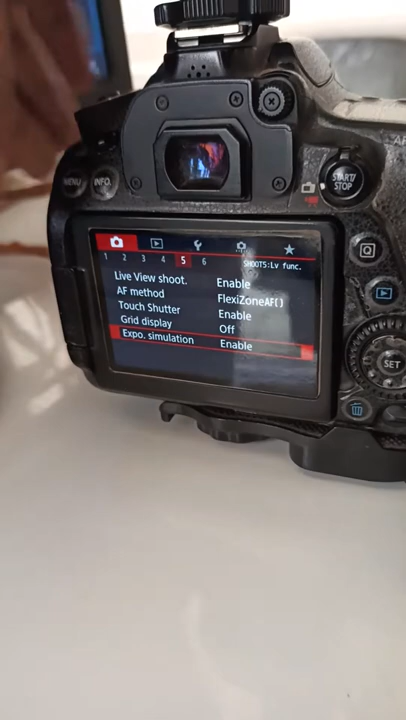 MENU INFO.
START/
STOP
Q
1 2 3 4 5 6 SHOOT5:Lv func.
Live View shoot. Enable
AF method FlexiZoneAF[]
Touch Shutter Enable
Grid display Off
Expo. simulation Enable
SET